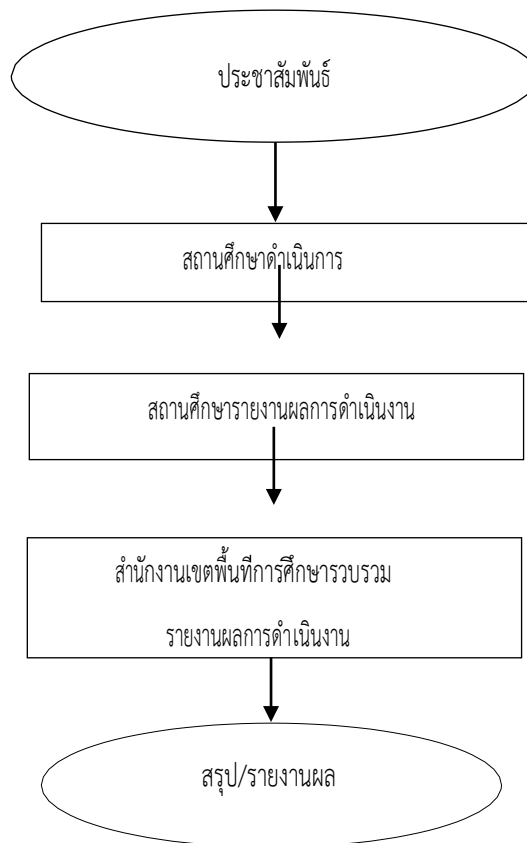 ประชาสัมพันธ์
สถานศึกษาดำเนินการ
สถานศึกษารายงานผลการดำเนินงาน
สำนักงานเขตพื้นที่การศึกษารวบรวม
รายงานผลการดำเนินงาน
สรุป/รายงานผล